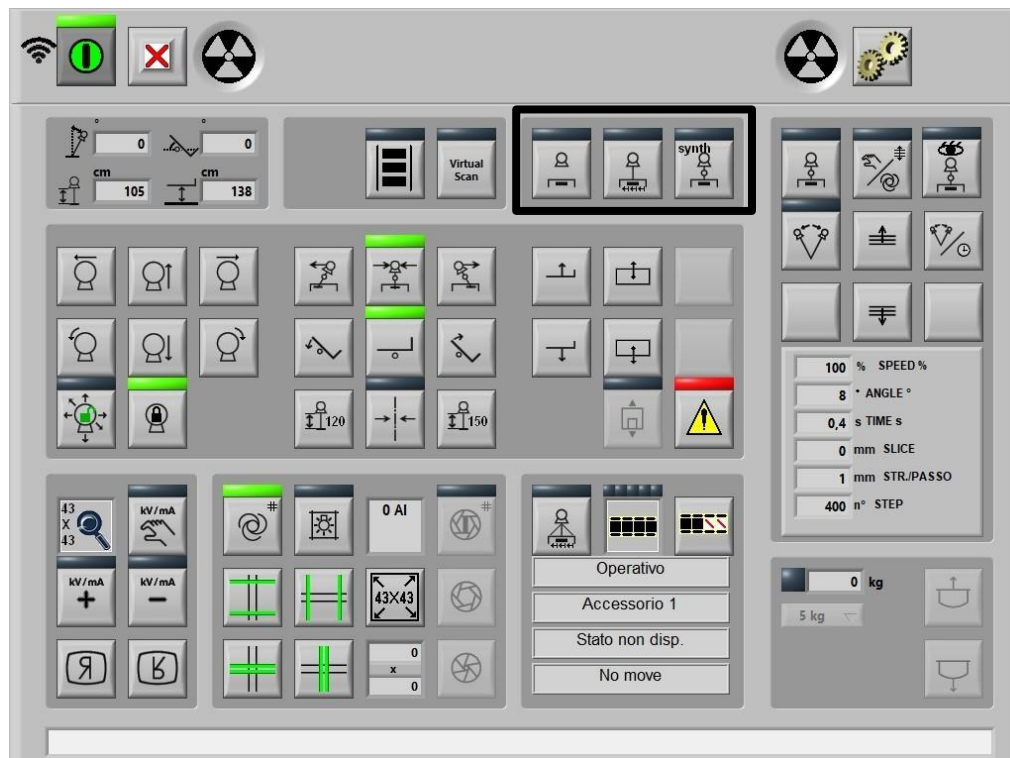 ° °
0 0
cm cm
105 138
Virtual
Scan
synth
120
150
100 % SPEED %
8 ° ANGLE °
0,4 s TIME s
0 mm SLICE
1 mm STR./PASSO
400 n° STEP
43
X
43
kV/mA
kV/mA
+
kV/mA
−
R
R
#
0 Al
#
43X43
0
x
0
Operativo
Accessorio 1
Stato non disp.
No move
0 kg
5 kg